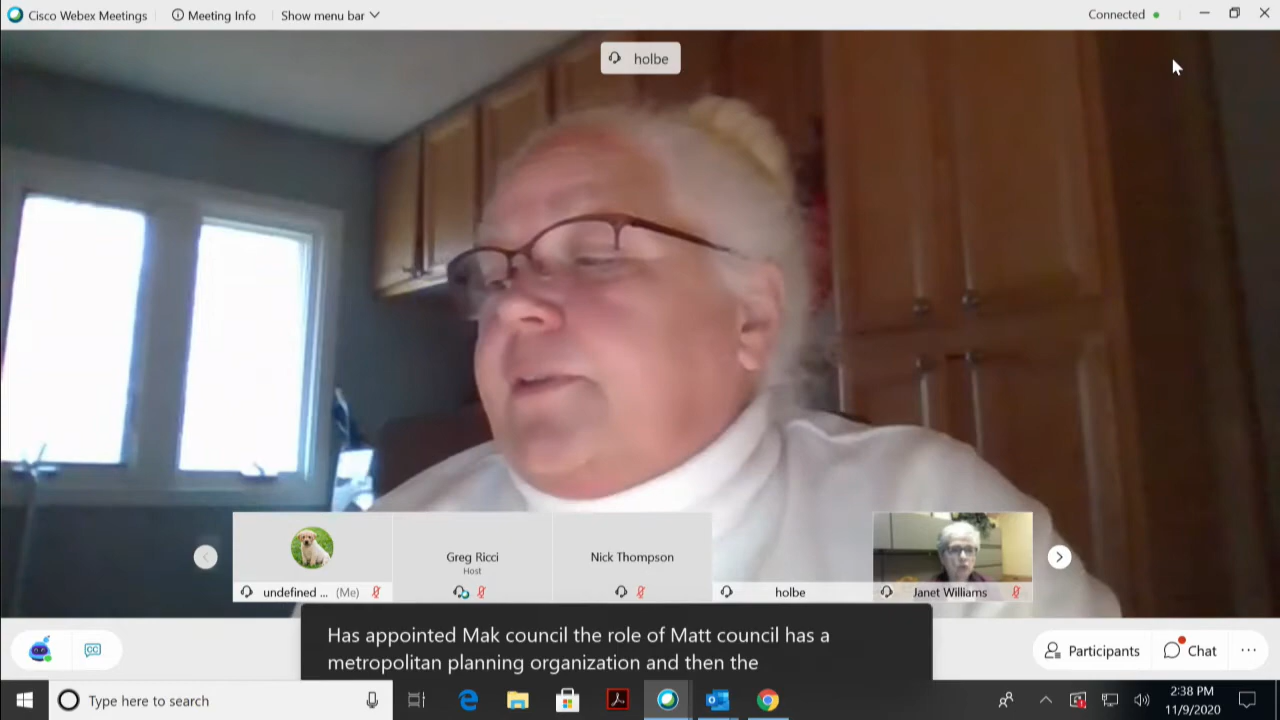 Cisco Webex Meetings
Meeting Info
Show menu bar
Connected
holbe
Greg Ricci
Host
Nick Thompson
undefined ... (Me)
holbe
Janet Williams
Has appointed Mak council the role of Matt council has a
metropolitan planning organization and then the
CC
Participants
Chat
Type here to search
2:38 PM
11/9/2020